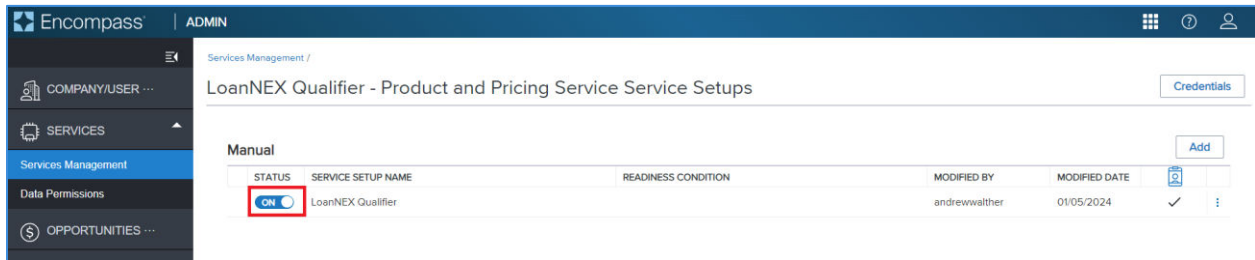 Encompass | ADMIN
Services Management /
COMPANY/USER ...
LoanNEX Qualifier - Product and Pricing Service Service Setups
Credentials
SERVICES
Manual
Add
Services Management
STATUS SERVICE SETUP NAME READINESS CONDITION MODIFIED BY MODIFIED DATE
Data Permissions
ON LoanNEX Qualifier andrewwalther 01/05/2024
OPPORTUNITIES ...